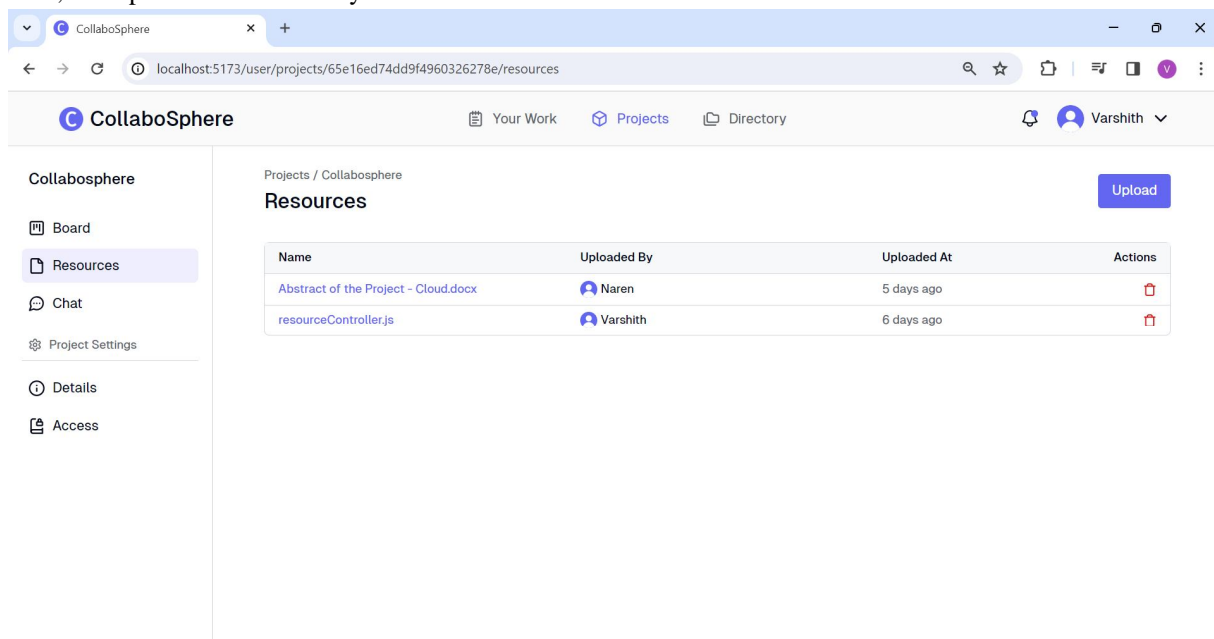 CollaboSphere
localhost:5173/user/projects/65e16ed74dd9f4960326278e/resources
V
C CollaboSphere
Your Work
Projects
Directory
Varshith
Collabosphere
Board
Resources
Chat
Project Settings
Details
Access
Projects / Collabosphere
Resources
Upload
Name Uploaded By Uploaded At Actions
Abstract of the Project - Cloud.docx Naren 5 days ago
resourceController.js Varshith 6 days ago